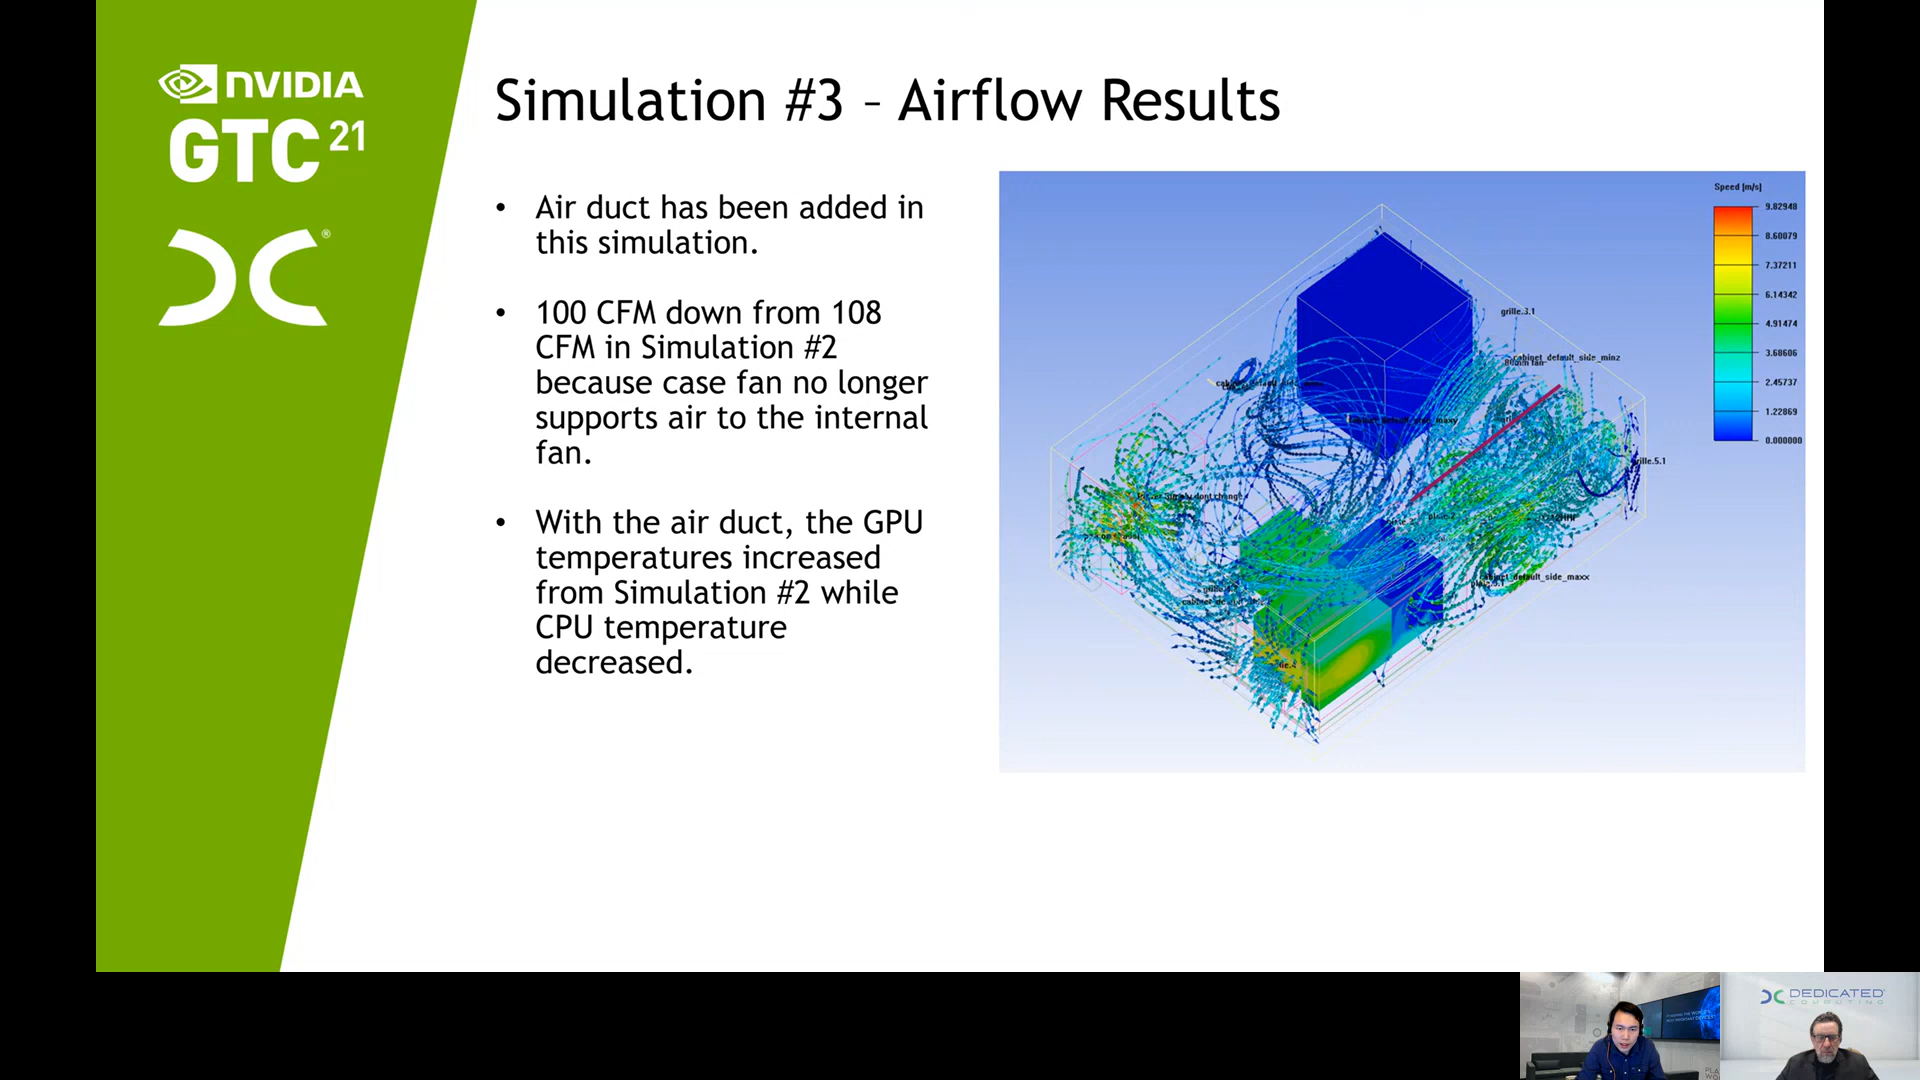 NVIDIA
GTC 21
®
Simulation #3 – Airflow Results
• Air duct has been added in
this simulation.
• 100 CFM down from 108
CFM in Simulation #2
because case fan no longer
supports air to the internal
fan.
• With the air duct, the GPU
temperatures increased
from Simulation #2 while
CPU temperature
decreased.
Speed [m/s]
9.82948
8.60079
7.37211
6.14342
4.91474
3.68606
2.45737
1.22869
0.000000
grille.3.1
cabinet_default_side_minz
80mm fan
cabinet_default_side_maxx
DEDICATED
COMPUTING